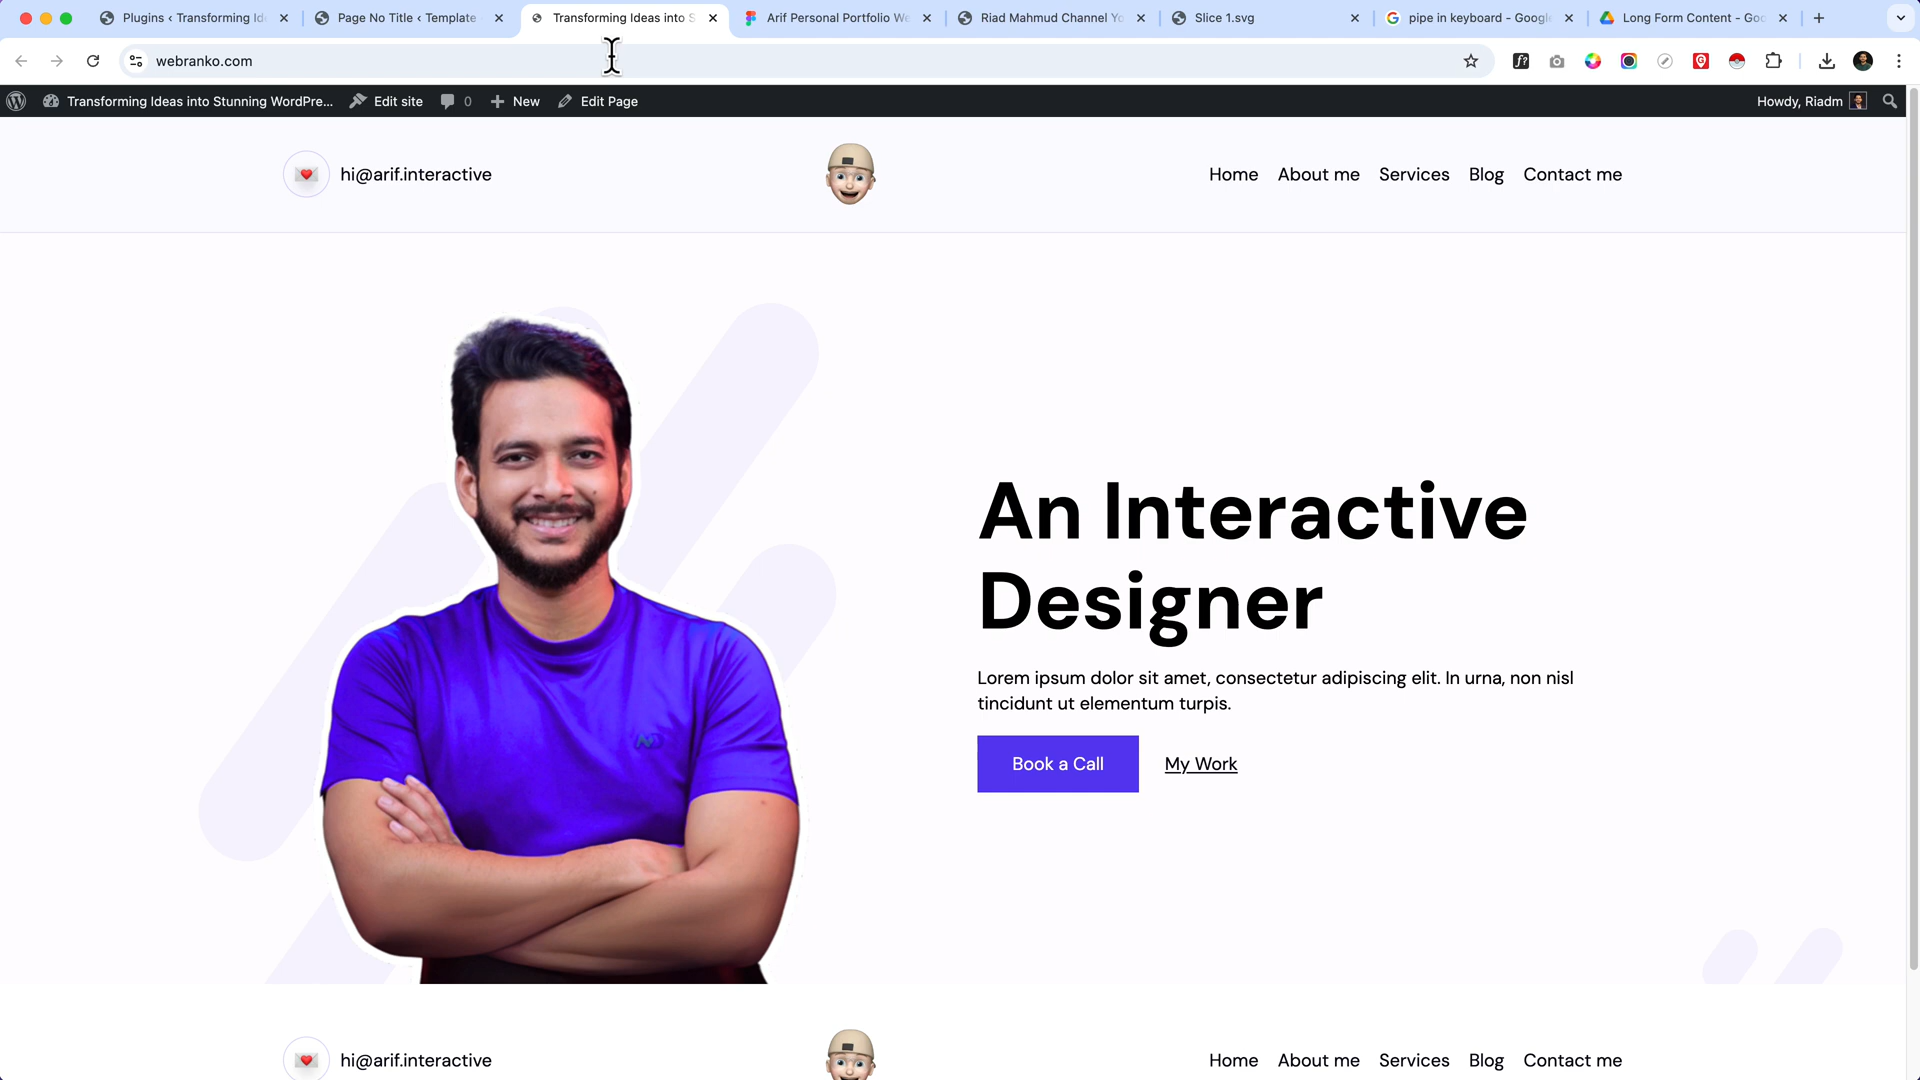 Plugins ‹ Transforming Id
Page No Title ‹ Template
Transforming Ideas into S
Arif Personal Portfolio We
Riad Mahmud Channel Yo
Slice 1.svg
pipe in keyboard - Google
Long Form Content - Goo
webranko.com
Transforming Ideas into Stunning WordPre...
Edit site
0
New
Edit Page
Howdy, Riadm
hi@arif.interactive
Home
About me
Services
Blog
Contact me
An Interactive
Designer
Lorem ipsum dolor sit amet, consectetur adipiscing elit. In urna, non nisl
tincidunt ut elementum turpis.
Book a Call
My Work
hi@arif.interactive
Home
About me
Services
Blog
Contact me